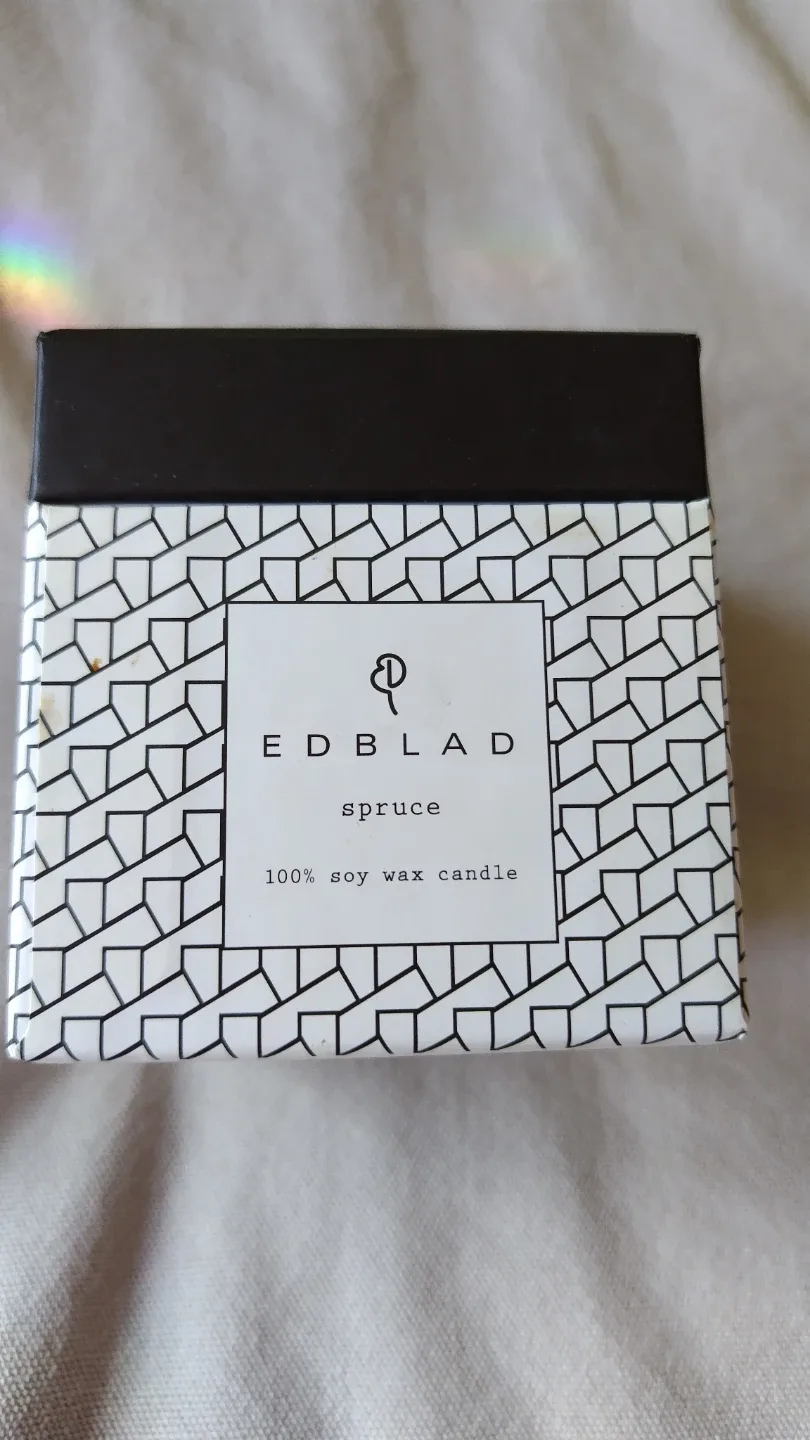 EDBLAD
spruce
100% soy wax candle